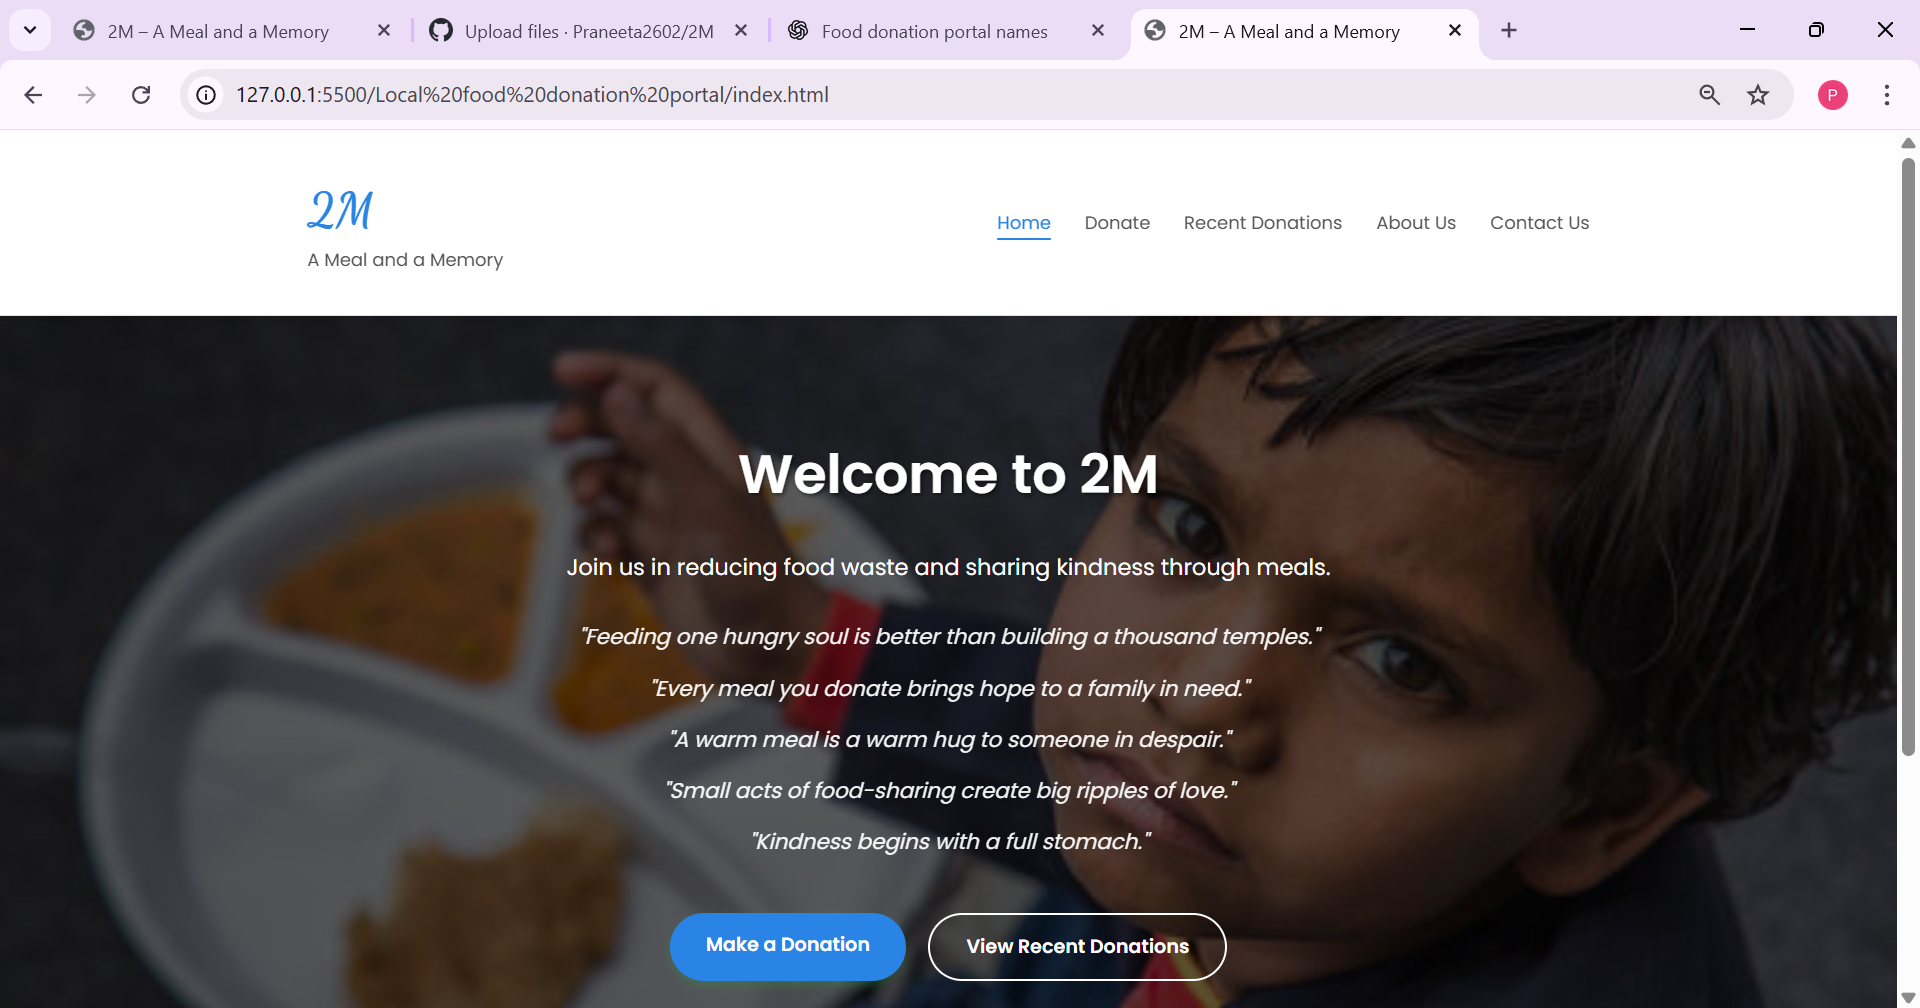 2M – A Meal and a Memory
Upload files · Praneeta2602/2M
Food donation portal names
2M – A Meal and a Memory
127.0.0.1:5500/Local%20food%20donation%20portal/index.html
P
2M
A Meal and a Memory
Home
Donate
Recent Donations
About Us
Contact Us
Welcome to 2M
Join us in reducing food waste and sharing kindness through meals.
"Feeding one hungry soul is better than building a thousand temples."
"Every meal you donate brings hope to a family in need."
"A warm meal is a warm hug to someone in despair."
"Small acts of food-sharing create big ripples of love."
"Kindness begins with a full stomach."
Make a Donation
View Recent Donations